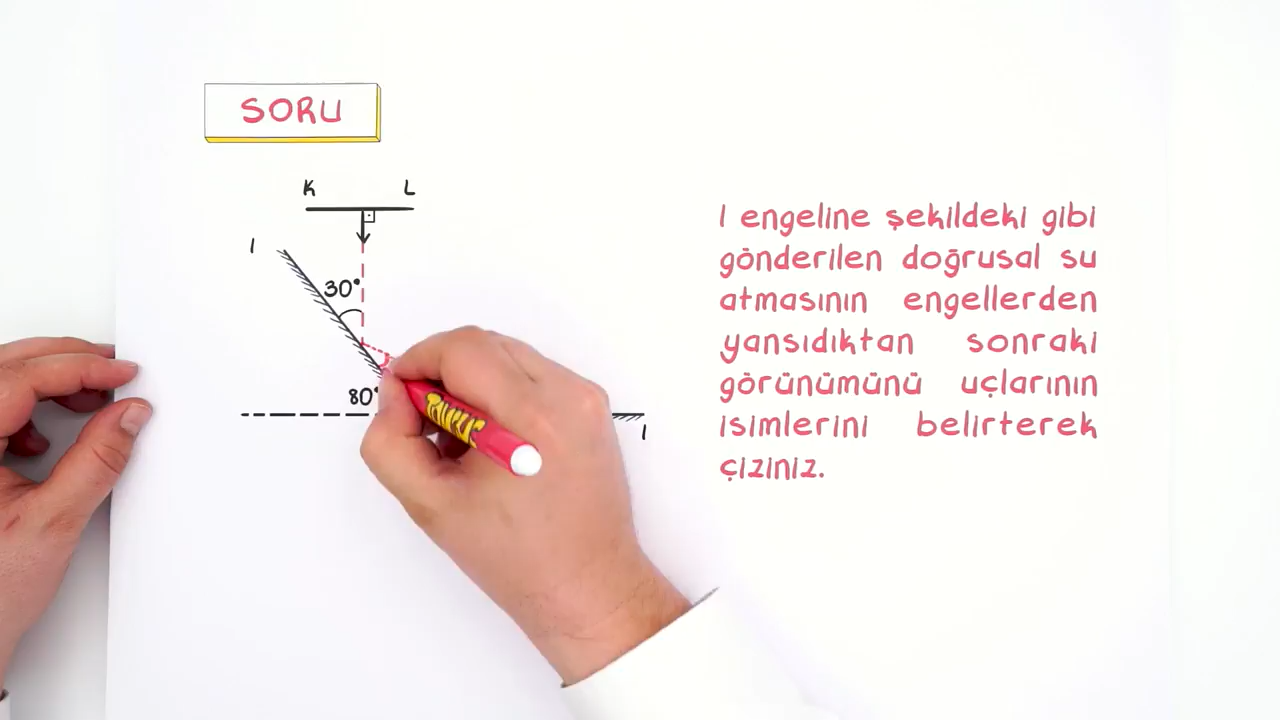 SORU
K L
I
30°
80°
I
I engeline şekildeki gibi
gönderilen doğrusal su
atmasının engellerden
yansıdıktan sonraki
görünümünü uçlarının
isimlerini belirterek
çiziniz.